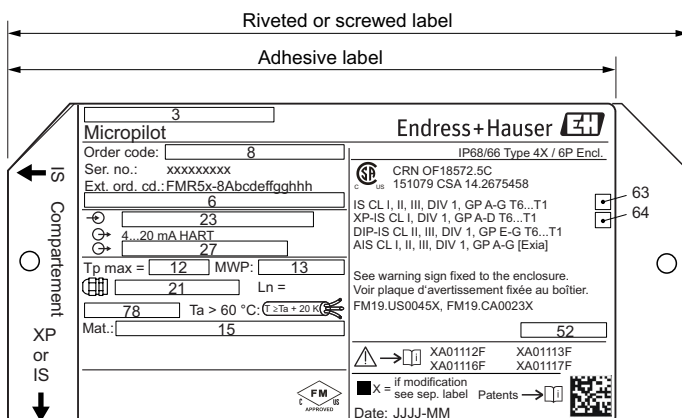 Riveted or screwed label
Adhesive label
3
Micropilot
Endress+Hauser EH
Order code: 8
Ser. no.: xxxxxxxxx
Ext. ord. cd.: FMR5x-8Abcdeffgghhh
6
23
4...20 mA HART
27
Tp max = 12 MWP: 13
21 Ln =
78 Ta > 60 °C: T ≥Ta + 20 K
Mat.: 15
FM
C US
APPROVED
IP68/66 Type 4X / 6P Encl.
C US
CRN OF18572.5C
151079 CSA 14.2675458
IS CL I, II, III, DIV 1, GP A-G T6...T1
XP-IS CL I, DIV 1, GP A-D T6...T1
DIP-IS CL I, II, III, DIV 1, GP E-G T6...T1
AIS CL I, II, III, DIV 1, GP A-G [Exia]
63
64
See warning sign fixed to the enclosure.
Voir plaque d‘avertissement fixée au boîtier.
FM19.US0045X, FM19.CA0023X
52
XA01112F XA01113F
XA01116F XA01117F
X = if modification
see sep. label
Patents
i
Date: JJJJ-MM
IS
Compartement
XP
or
IS